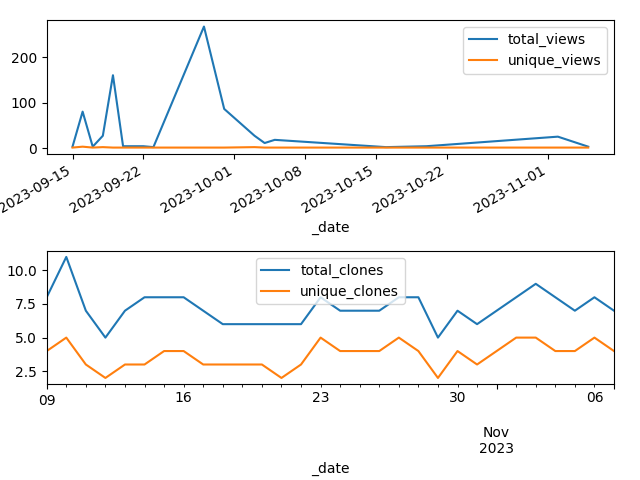 200
100
0
total_views
unique_views
2023-09-15
2023-09-22
2023-10-01
2023-10-08
2023-10-15
2023-10-22
2023-11-01
_date
10.0
7.5
5.0
2.5
total_clones
unique_clones
09
16
23
30
06
Nov
2023
_date